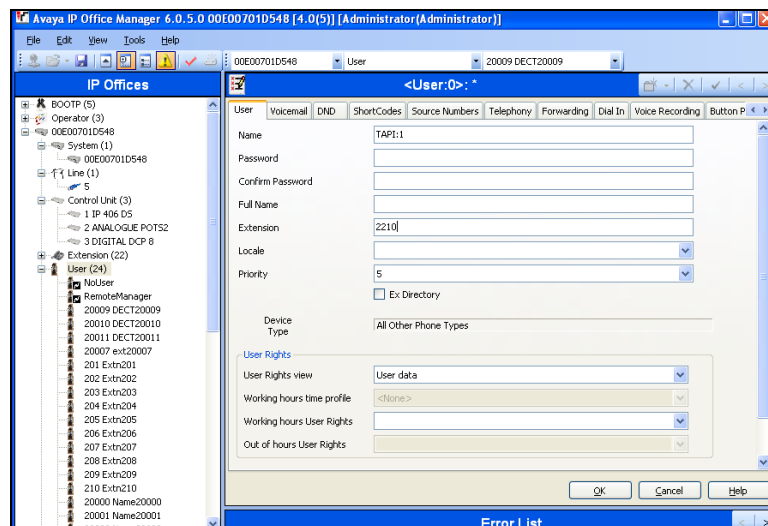 Avaya IP Office Manager 6.0.5.0 00E00701D548 [4.0(5)] [Administrator(Administrator)]
File Edit View Tools Help
00E00701D548 User 20009 DECT20009
IP Offices
<User:0>: *
BOOTP (5)
Operator (3)
00E00701D548
System (1)
00E00701D548
Line (1)
5
Control Unit (3)
1 IP 406 DS
2 ANALOGUE POTS2
3 DIGITAL DCP 8
Extension (22)
User (24)
NoUser
RemoteManager
20009 DECT20009
20010 DECT20010
20011 DECT20011
20007 ext20007
201 Extn201
202 Extn202
203 Extn203
204 Extn204
205 Extn205
206 Extn206
207 Extn207
208 Extn208
209 Extn209
210 Extn210
20000 Name20000
20001 Name20001
User Voicemail DND ShortCodes Source Numbers Telephony Forwarding Dial In Voice Recording Button P
Name TAPI:1
Password
Confirm Password
Full Name
Extension 2210
Locale
Priority 5
Ex Directory
Device
Type All Other Phone Types
User Rights
User Rights view User data
Working hours time profile <None>
Working hours User Rights
Out of hours User Rights
OK Cancel Help
Error List